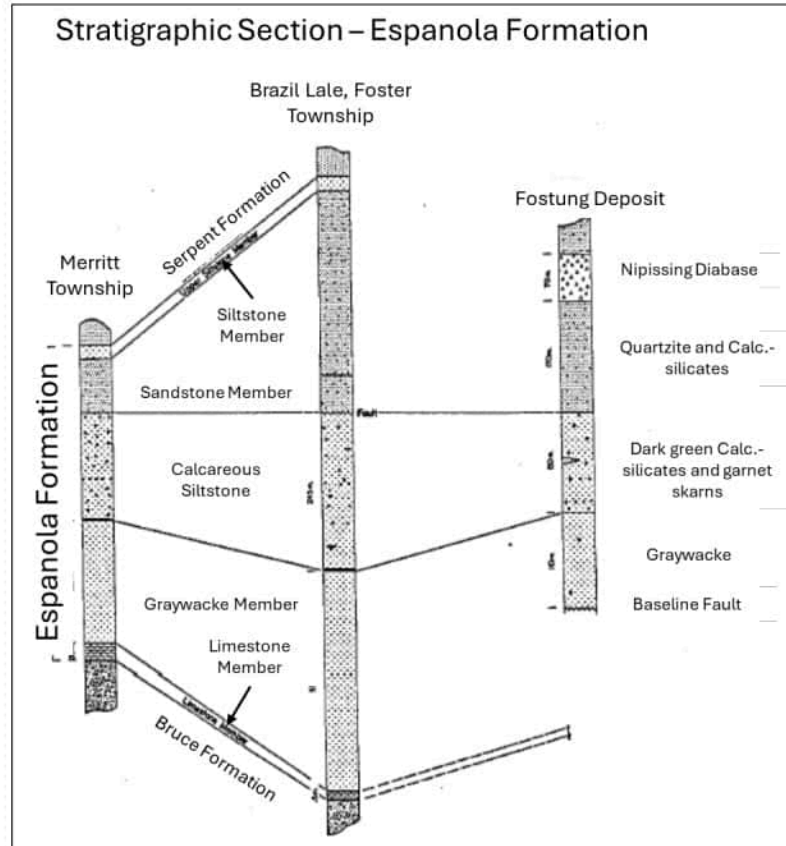 Stratigraphic Section – Espanola Formation
Brazil Lale, Foster
Township
Fostung Deposit
Merritt
Township
Serpent Formation
Siltstone
Member
Nipissing Diabase
Quartzite and Calc.-
silicates
Sandstone Member
Fault
Espanola Formation
Calcareous
Siltstone
Dark green Calc.-
silicates and garnet
skarns
Graywacke
Graywacke Member
Baseline Fault
Limestone
Member
Limestone Member
Bruce Formation